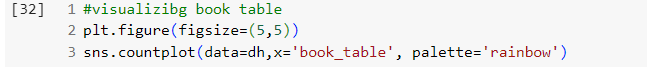 [32] 1 #visualizibg book table
2 plt.figure(figsize=(5,5))
3 sns.countplot(data=dh,x='book_table', palette='rainbow')